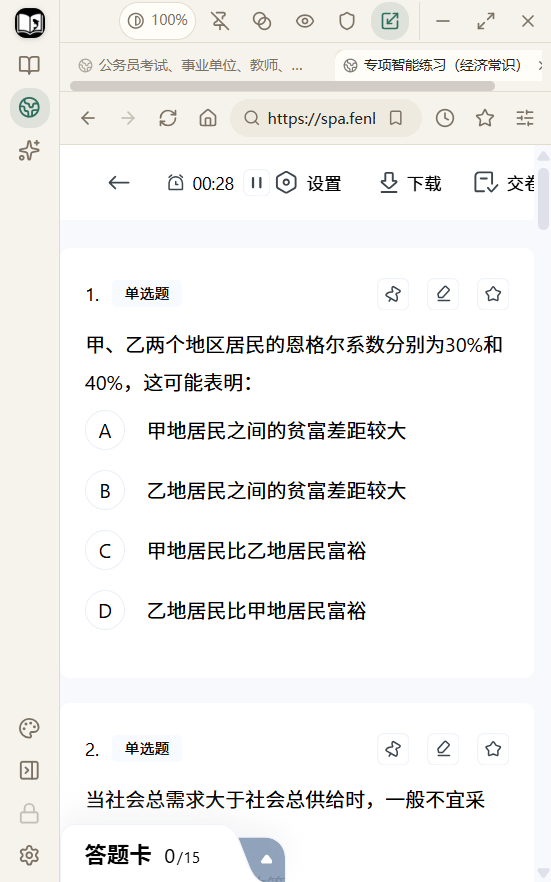 100%
公务员考试、事业单位、教师、...
专项智能练习（经济常识）
https://spa.fenl
00:28
设置
下载
交卷
1. 单选题
甲、乙两个地区居民的恩格尔系数分别为30%和
40%，这可能表明：
A 甲地居民之间的贫富差距较大
B 乙地居民之间的贫富差距较大
C 甲地居民比乙地居民富裕
D 乙地居民比甲地居民富裕
2. 单选题
当社会总需求大于社会总供给时，一般不宜采
答题卡 0/15